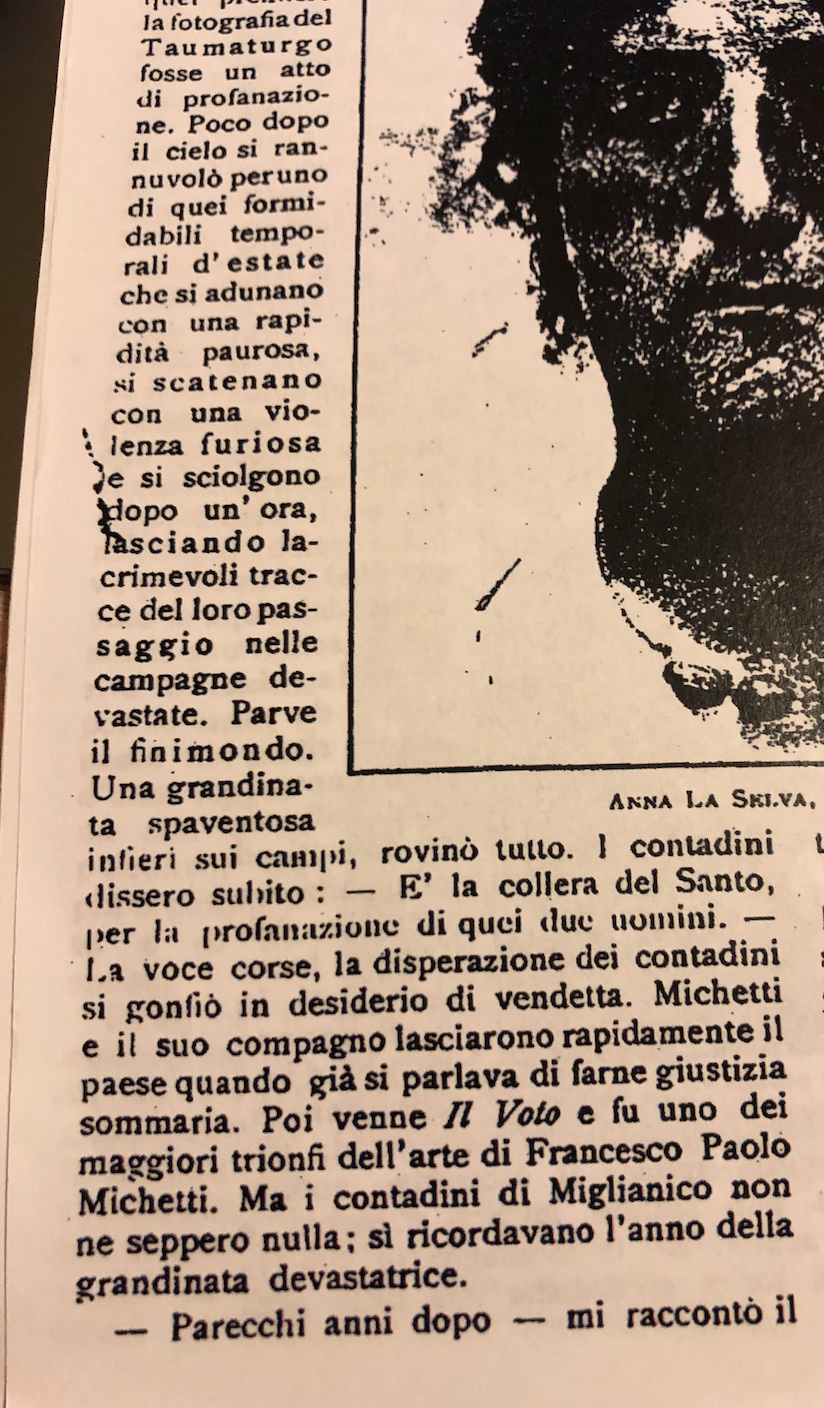 la fotografia del
Taumaturgo
fosse un atto
di profanazio-
ne. Poco dopo
il cielo si ran-
nuvolò per uno
di quei formi-
dabili tempo-
rali d'estate
che si adunano
con una rapi-
dità paurosa,
si scatenano
con una vio-
lenza furiosa
e si sciolgono
dopo un'ora,
lasciando la-
crimevoli trac-
ce del loro pas-
saggio nelle
campagne de-
vastate. Parve
il finimondo.
Una grandina-
ta spaventosa
infierì sui campi, rovinò tutto. I contadini
dissero subito: — E' la collera del Santo,
per la profanazione di quei due uomini. —
La voce corse, la disperazione dei contadini
si gonfiò in desiderio di vendetta. Michetti
e il suo compagno lasciarono rapidamente il
paese quando già si parlava di farne giustizia
sommaria. Poi venne Il Voto e fu uno dei
maggiori trionfi dell'arte di Francesco Paolo
Michetti. Ma i contadini di Miglianico non
ne seppero nulla; sì ricordavano l'anno della
grandinata devastatrice.
— Parecchi anni dopo — mi raccontò il
ANNA LA SELVA,